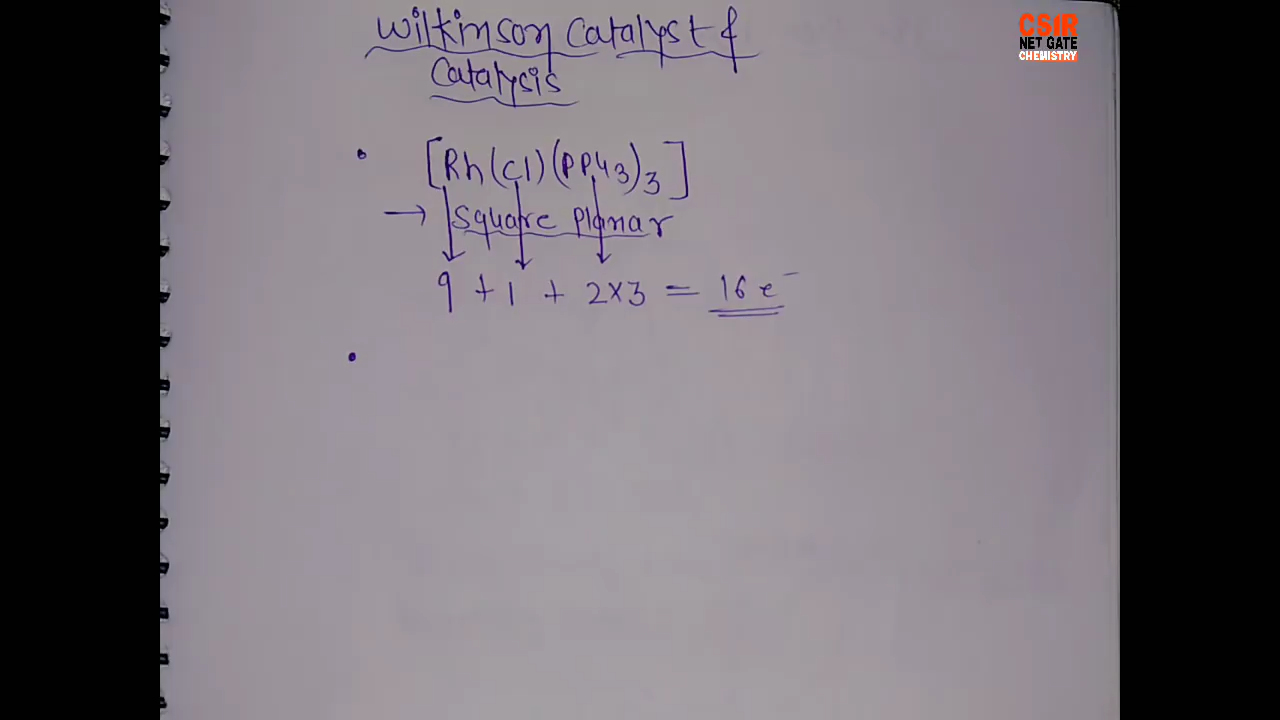 Wilkinson Catalyst &
Catalysis
CSIR
NET GATE
CHEMISTRY
• [Rh(Cl)(PPh3)3]
→ Square Planar
9 + 1 + 2×3 = 16 e⁻
•